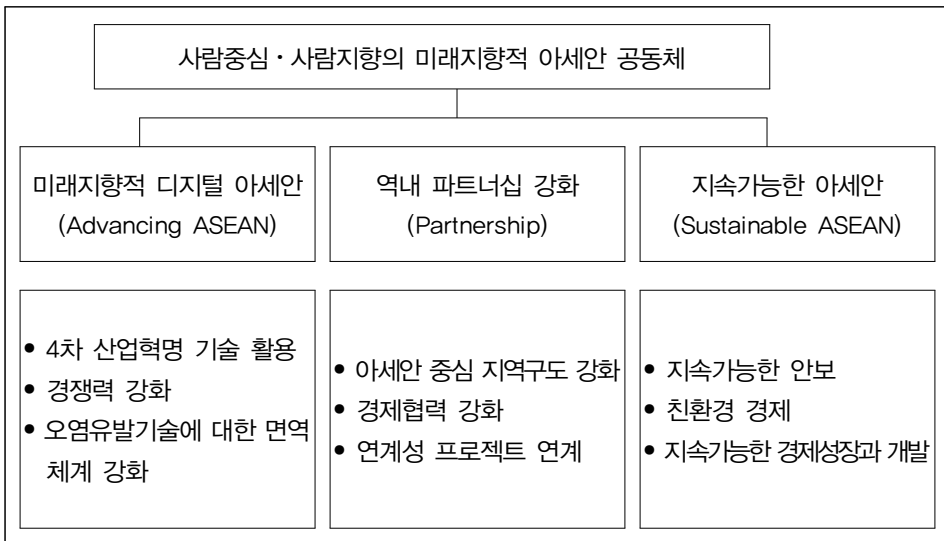 사람중심·사람지향의 미래지향적 아세안 공동체
미래지향적 디지털 아세안
(Advancing ASEAN)
역내 파트너십 강화
(Partnership)
지속가능한 아세안
(Sustainable ASEAN)
• 4차 산업혁명 기술 활용
• 경쟁력 강화
• 오염유발기술에 대한 면역
체계 강화
• 아세안 중심 지역구도 강화
• 경제협력 강화
• 연계성 프로젝트 연계
• 지속가능한 안보
• 친환경 경제
• 지속가능한 경제성장과 개발